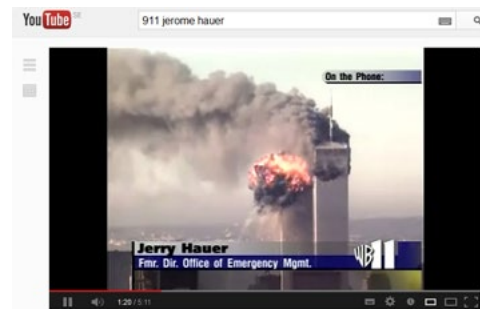 YouTube SE
911 jerome hauer
On the Phone:
Jerry Hauer
Fmr. Dir. Office of Emergency Mgmt.
WB11
1:20 / 5:11